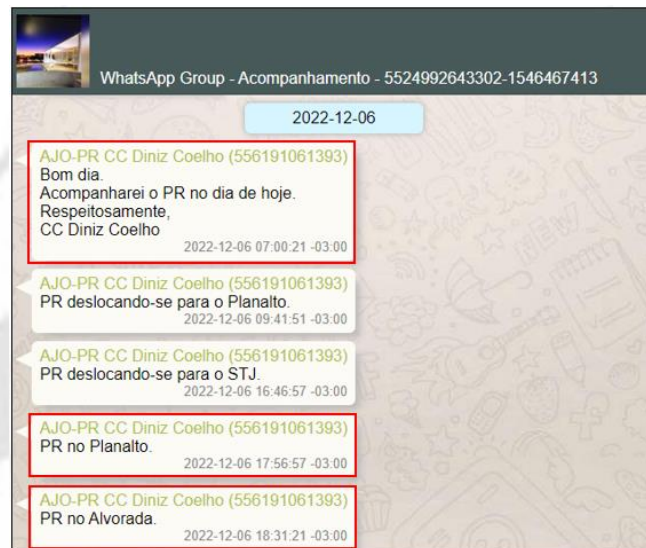 WhatsApp Group - Acompanhamento - 5524992643302-1546467413
2022-12-06
AJO-PR CC Diniz Coelho (556191061393)
Bom dia.
Acompanharei o PR no dia de hoje.
Respeitosamente,
CC Diniz Coelho
2022-12-06 07:00:21 -03:00
AJO-PR CC Diniz Coelho (556191061393)
PR deslocando-se para o Planalto.
2022-12-06 09:41:51 -03:00
AJO-PR CC Diniz Coelho (556191061393)
PR deslocando-se para o STJ.
2022-12-06 16:46:57 -03:00
AJO-PR CC Diniz Coelho (556191061393)
PR no Planalto.
2022-12-06 17:56:57 -03:00
AJO-PR CC Diniz Coelho (556191061393)
PR no Alvorada.
2022-12-06 18:31:21 -03:00